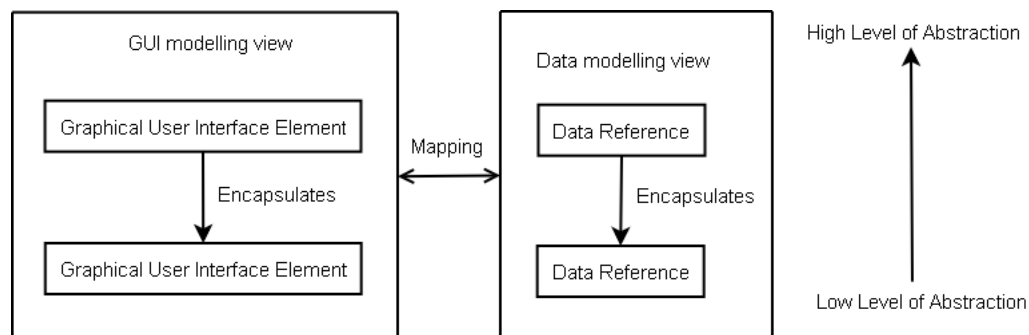 GUI modelling view
Graphical User Interface Element
Encapsulates
Graphical User Interface Element
Mapping
Data modelling view
Data Reference
Encapsulates
Data Reference
High Level of Abstraction
Low Level of Abstraction